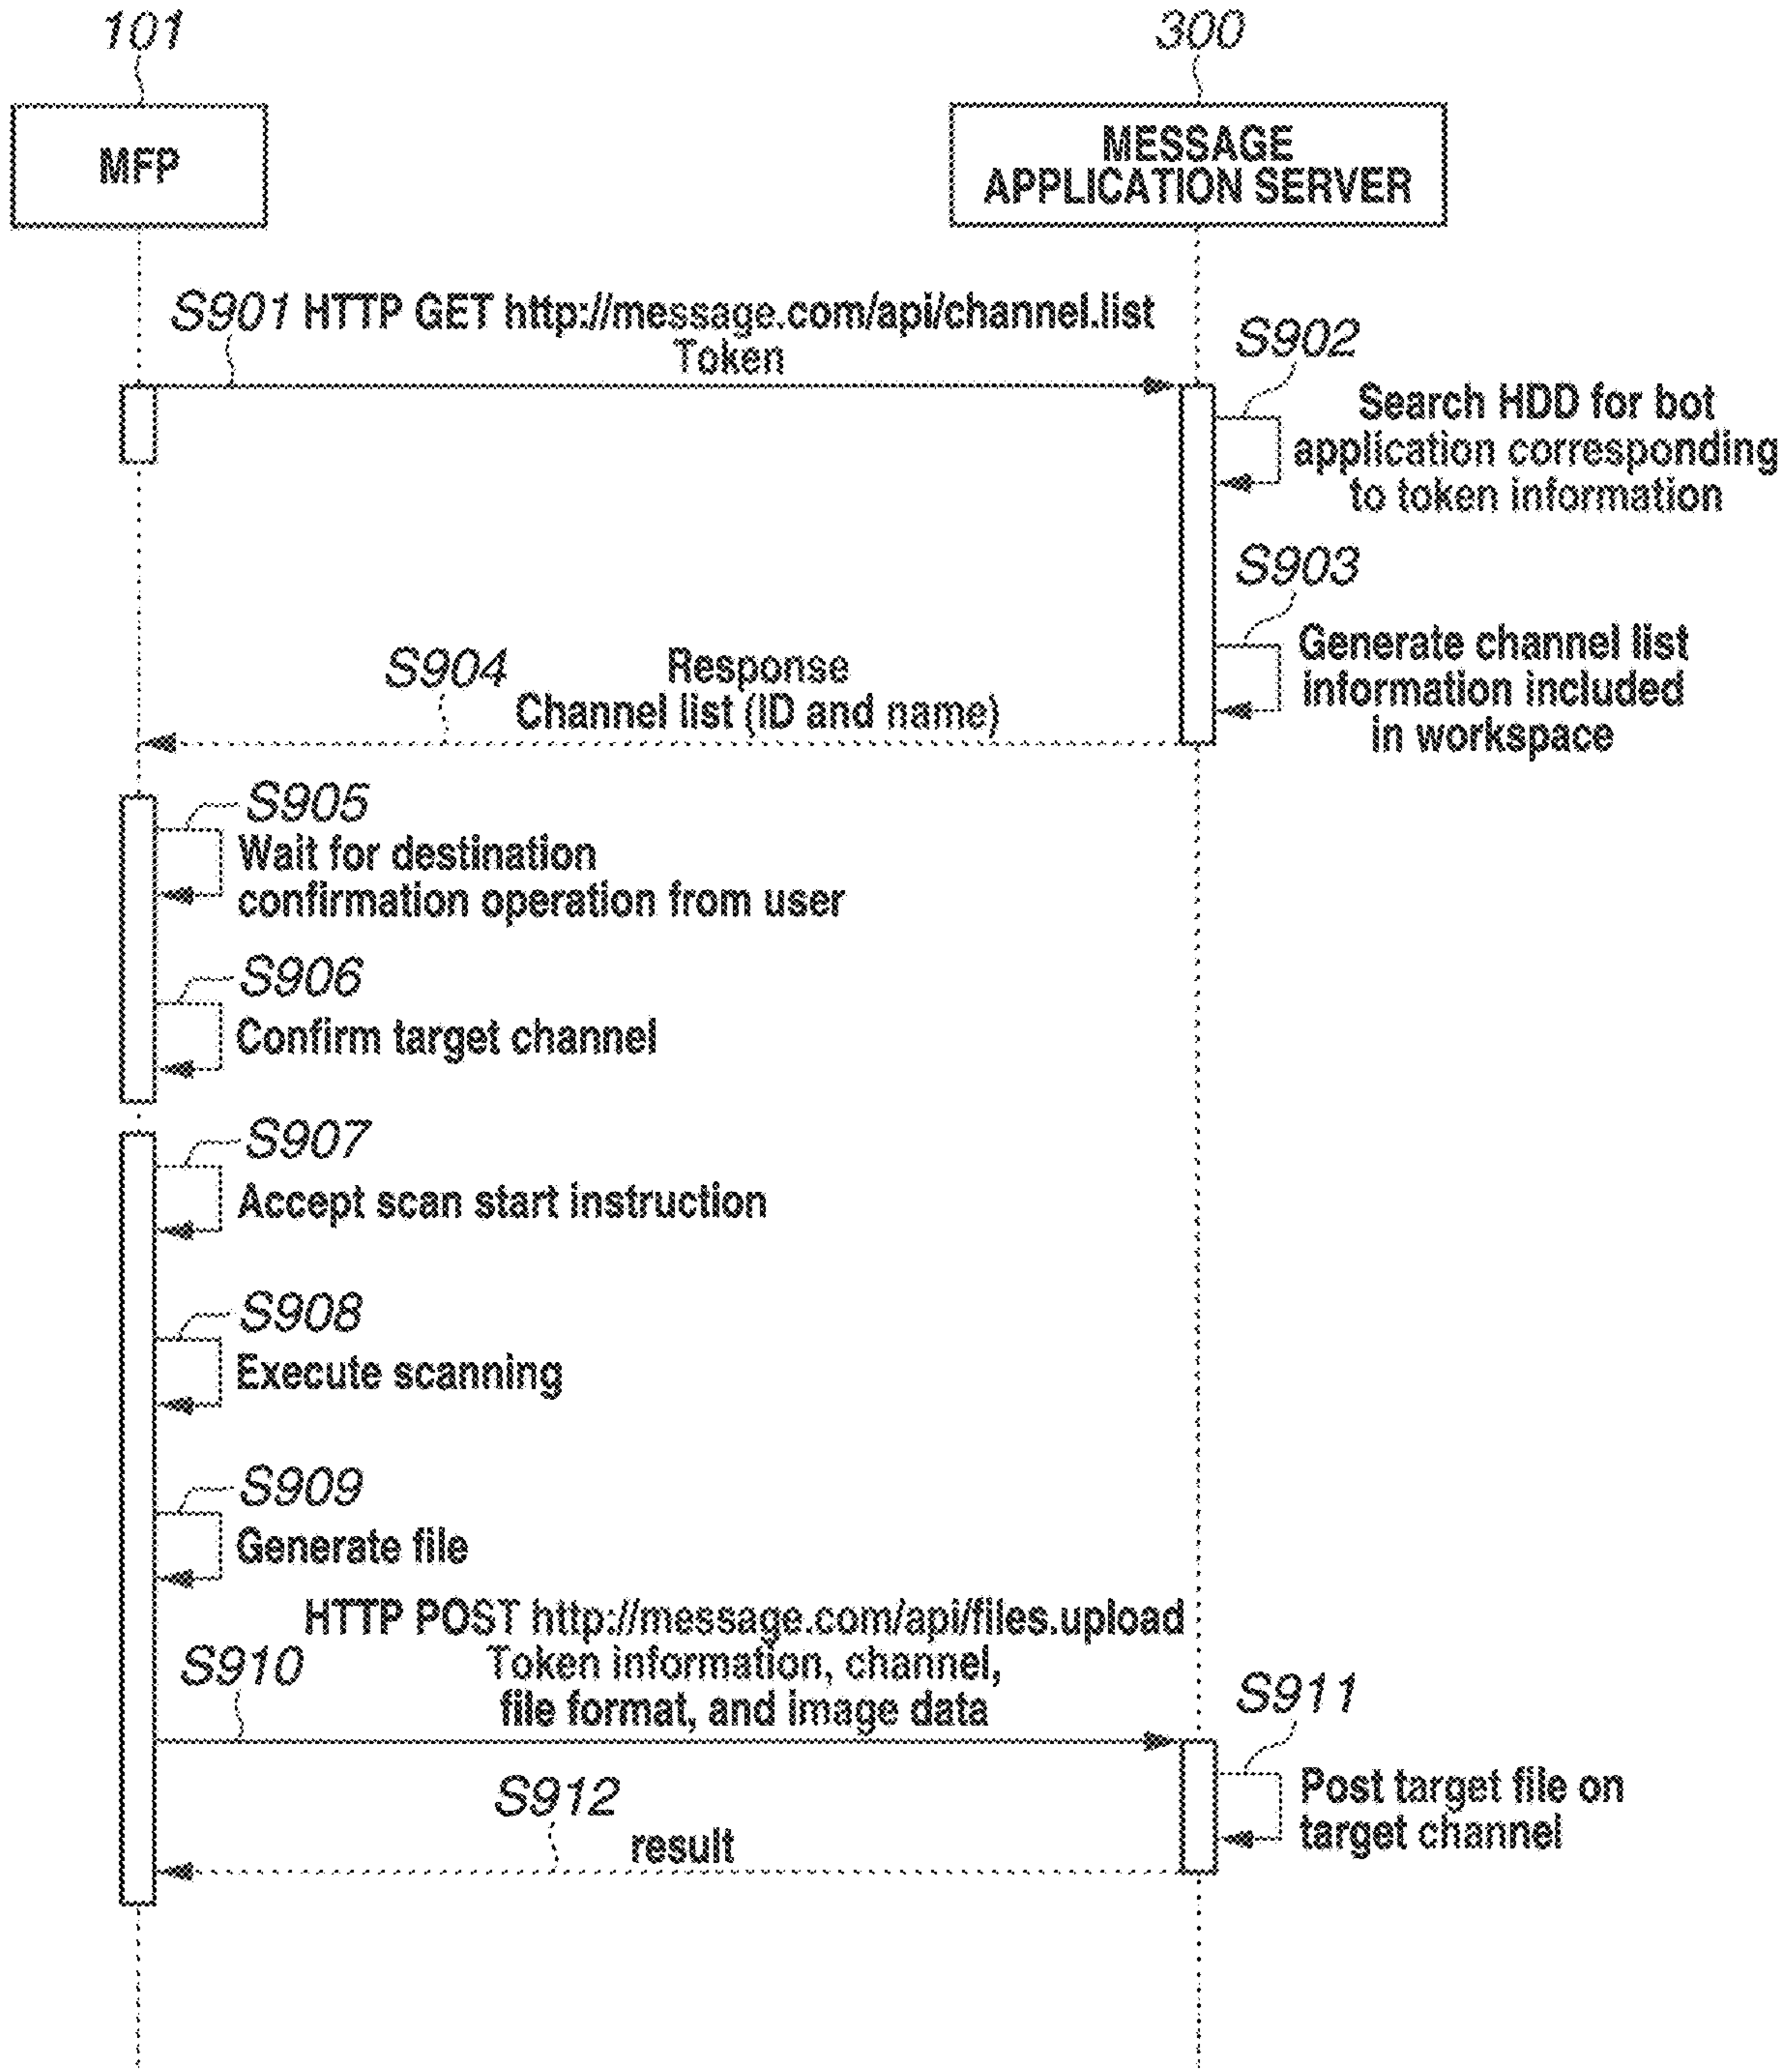 101
300
MFP
MESSAGE
APPLICATION SERVER
S901 HTTP GET http://message.com/api/channel.list
Token
S902
Search HDD for bot
application corresponding
to token information
S903
Generate channel list
information included
in workspace
S904
Response
Channel list (ID and name)
S905
Wait for destination
confirmation operation from user
S906
Confirm target channel
S907
Accept scan start instruction
S908
Execute scanning
S909
Generate file
HTTP POST http://message.com/api/files.upload
Token information, channel,
file format, and image data
S910
S911
Post target file on
target channel
S912
result